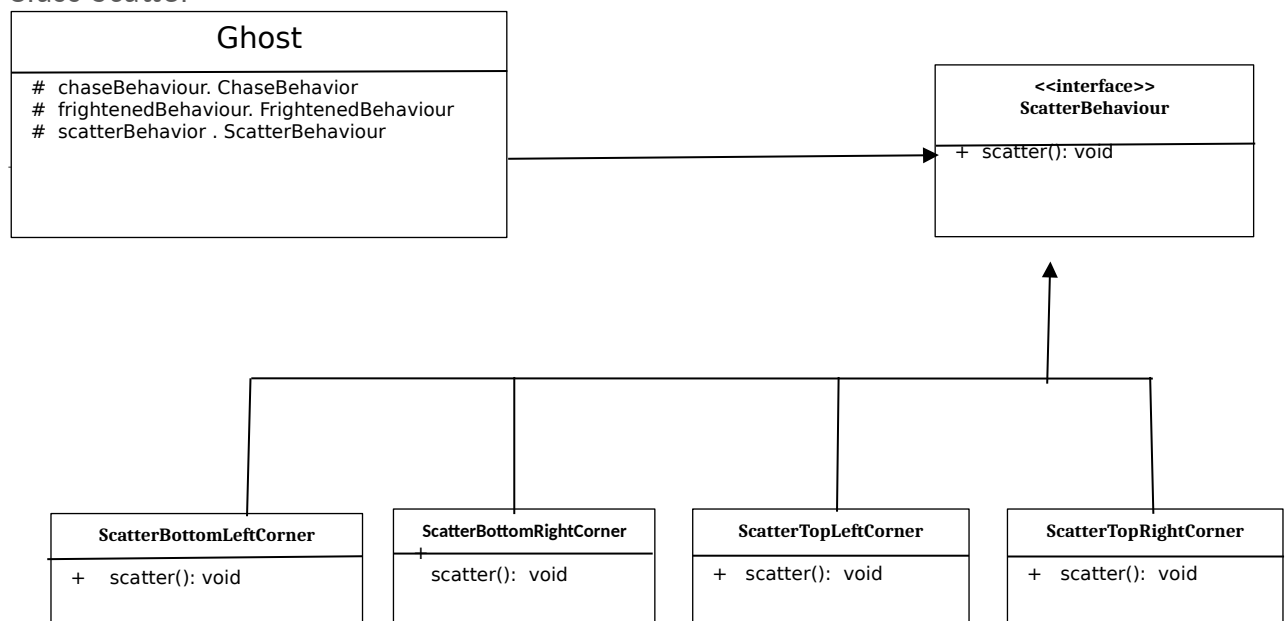 Ghost
# chaseBehaviour. ChaseBehavior
# frightenedBehaviour. FrightenedBehaviour
# scatterBehavior . ScatterBehaviour
<<interface>>
ScatterBehaviour
+ scatter(): void
ScatterBottomLeftCorner
+ scatter(): void
ScatterBottomRightCorner
+
scatter(): void
ScatterTopLeftCorner
+ scatter(): void
ScatterTopRightCorner
+ scatter(): void